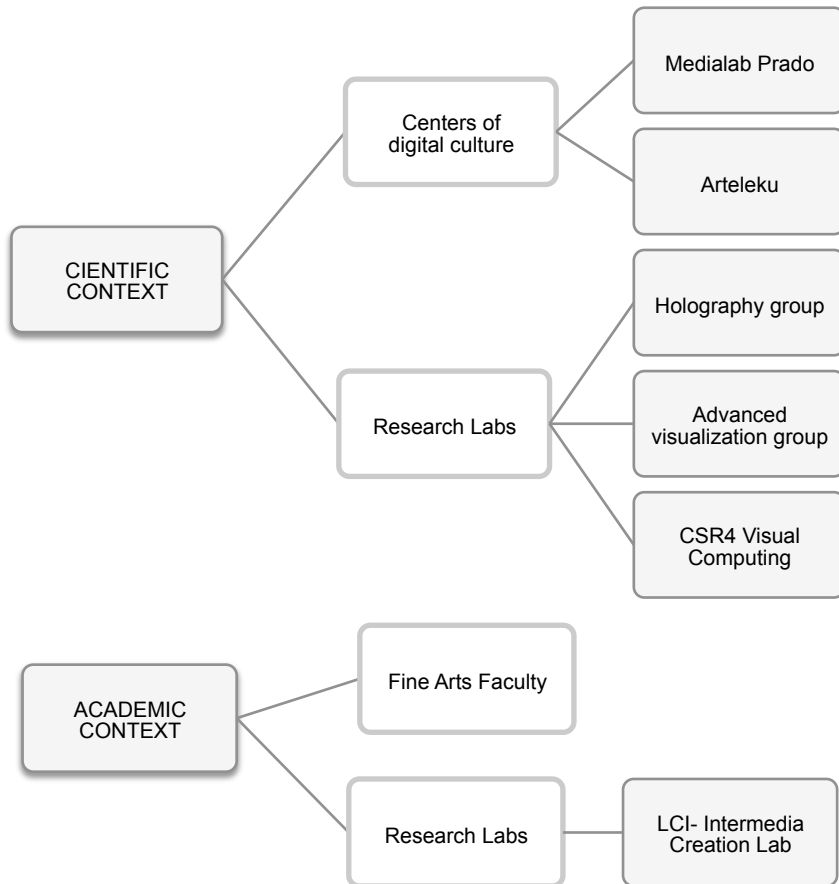 Medialab Prado
Centers of
digital culture
Arteleku
CIENTIFIC
CONTEXT
Holography group
Research Labs
Advanced
visualization group
CSR4 Visual
Computing
Fine Arts Faculty
ACADEMIC
CONTEXT
Research Labs
LCI- Intermedia
Creation Lab